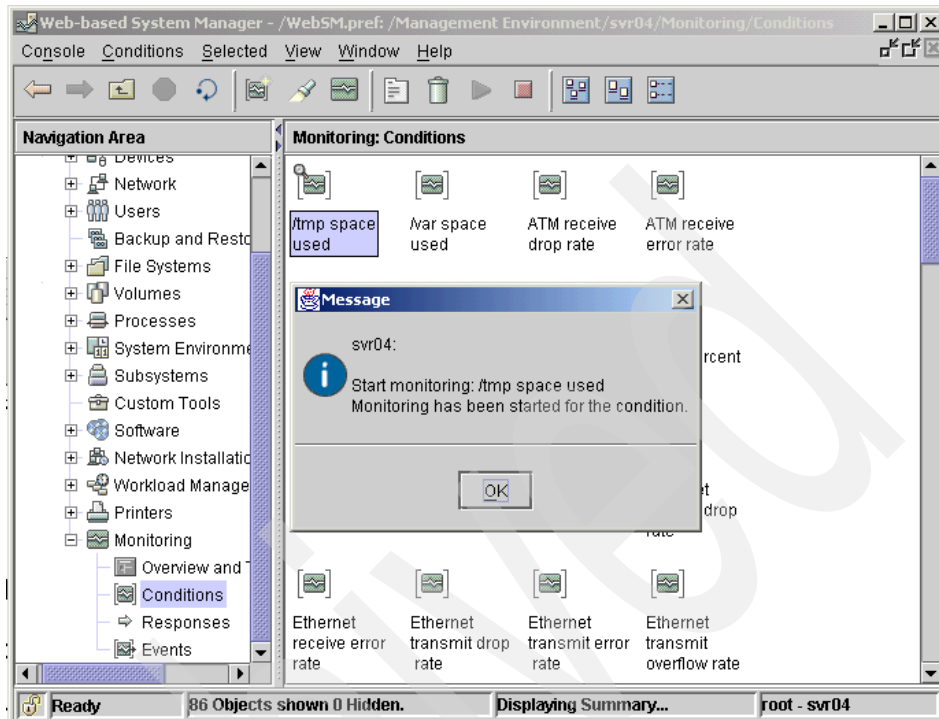 Web-based System Manager - /WebSM.pref: /Management Environment/svr04/Monitoring/Conditions
Console Conditions Selected View Window Help
Navigation Area
Devices
Network
Users
Backup and Resto
File Systems
Volumes
Processes
System Environme
Subsystems
Custom Tools
Software
Network Installatio
Workload Manage
Printers
Monitoring
Overview and T
Conditions
Responses
Events
Monitoring: Conditions
/tmp space
used
/var space
used
ATM receive
drop rate
ATM receive
error rate
rcent
drop
rate
Message
svr04:
Start monitoring: /tmp space used
Monitoring has been started for the condition.
OK
Ethernet
receive error
rate
Ethernet
transmit drop
rate
Ethernet
transmit error
rate
Ethernet
transmit
overflow rate
Ready
86 Objects shown 0 Hidden.
Displaying Summary...
root - svr04